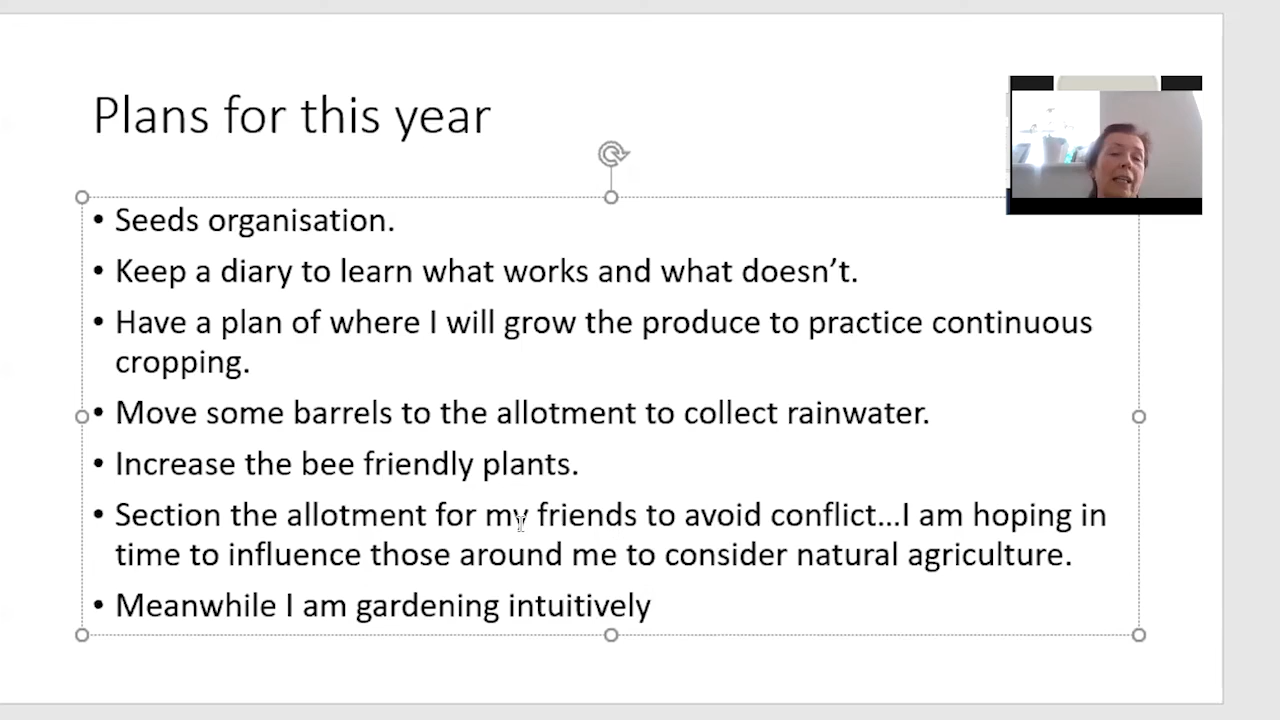 Plans for this year
• Seeds organisation.
• Keep a diary to learn what works and what doesn’t.
• Have a plan of where I will grow the produce to practice continuous
cropping.
• Move some barrels to the allotment to collect rainwater.
• Increase the bee friendly plants.
• Section the allotment for my friends to avoid conflict...I am hoping in
time to influence those around me to consider natural agriculture.
• Meanwhile I am gardening intuitively